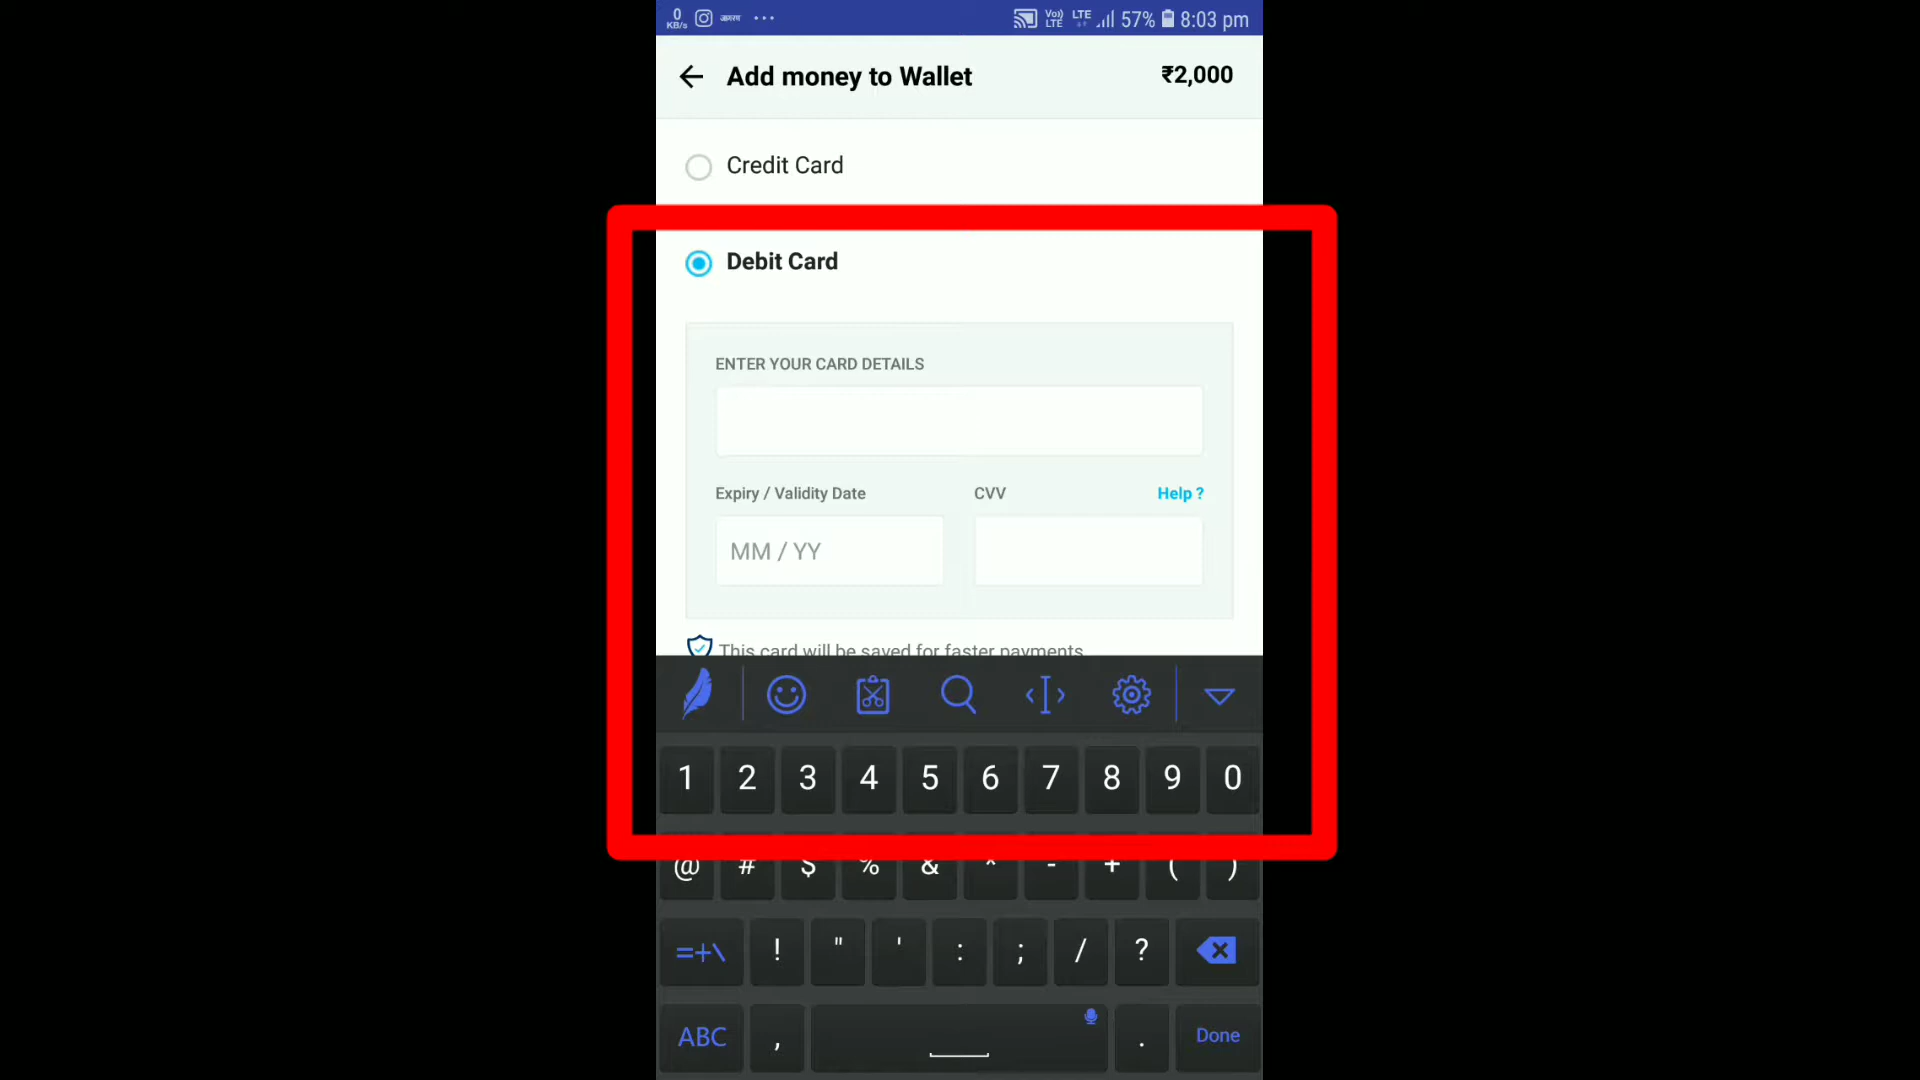 0
KB/s
Vo))
LTE
LTE
57%
8:03 pm
Add money to Wallet
₹2,000
Credit Card
Debit Card
ENTER YOUR CARD DETAILS
Expiry / Validity Date
CVV
Help ?
MM / YY
This card will be saved for faster payments
1 2 3 4 5 6 7 8 9 0
@ # $ % & * - + ( )
=+\ ! " ' : ; / ?
ABC , . Done